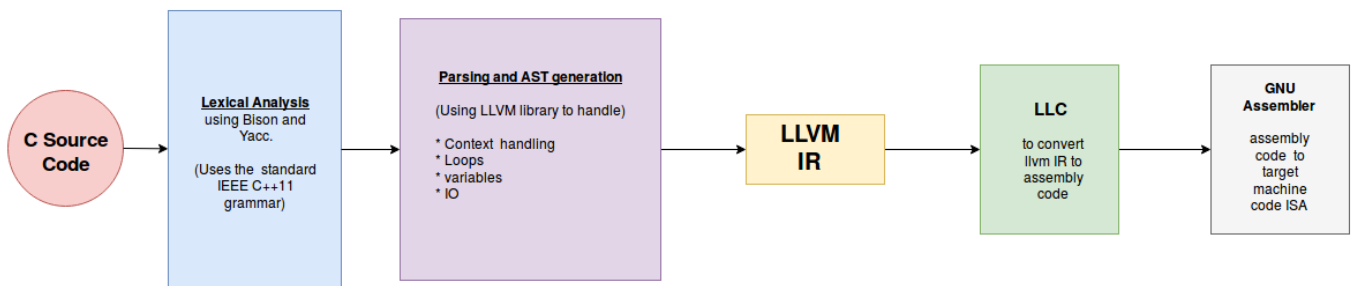 C Source
Code
Lexical Analysis
using Bison and
Yacc.
(Uses the standard
IEEE C++11
grammar)
Parsing and AST generation
(Using LLVM library to handle)
* Context handling
* Loops
* variables
* IO
LLVM
IR
LLC
to convert
llvm IR to
assembly
code
GNU
Assembler
assembly
code to
target
machine
code ISA